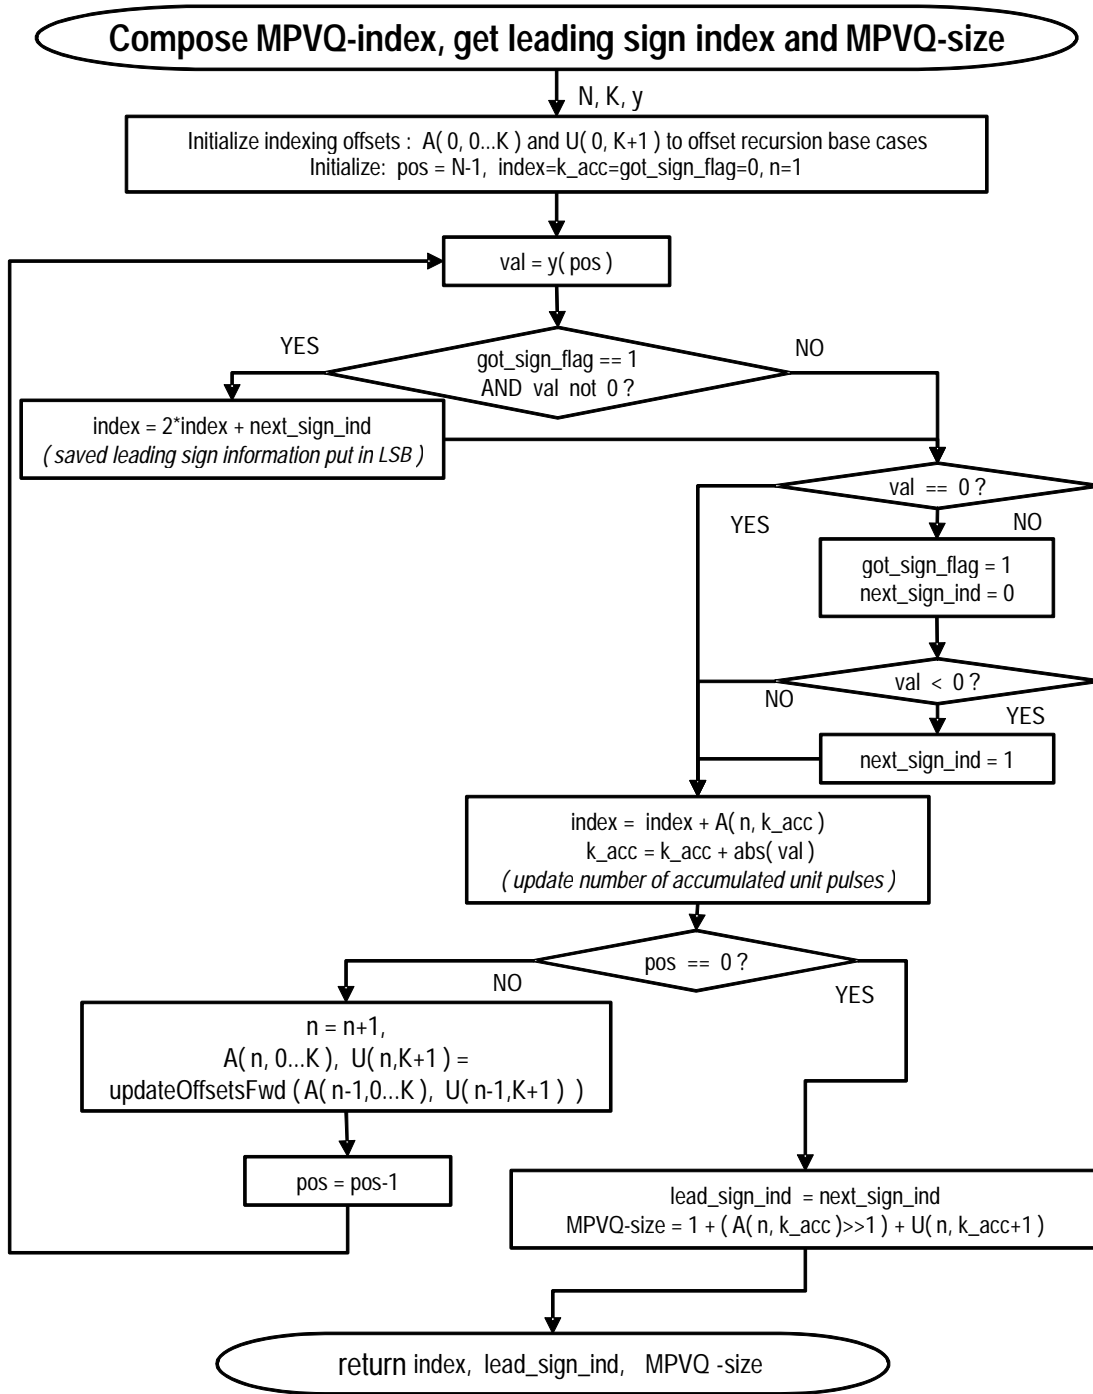 Compose MPVQ-index, get leading sign index and MPVQ-size
N, K, y
Initialize indexing offsets : A( 0, 0...K ) and U( 0, K+1 ) to offset recursion base cases
Initialize: pos = N-1, index=k_acc=got_sign_flag=0, n=1
val = y( pos )
YES
got_sign_flag == 1
AND val not 0 ?
NO
index = 2*index + next_sign_ind
( saved leading sign information put in LSB )
val == 0 ?
YES
NO
got_sign_flag = 1
next_sign_ind = 0
val < 0 ?
NO
YES
next_sign_ind = 1
index = index + A( n, k_acc )
k_acc = k_acc + abs( val )
( update number of accumulated unit pulses )
pos == 0 ?
NO
YES
n = n+1,
A( n, 0...K ), U( n,K+1 ) =
updateOffsetsFwd ( A( n-1,0...K ), U( n-1,K+1 ) )
pos = pos-1
lead_sign_ind = next_sign_ind
MPVQ-size = 1 + ( A( n, k_acc )>>1 ) + U( n, k_acc+1 )
return index, lead_sign_ind, MPVQ -size